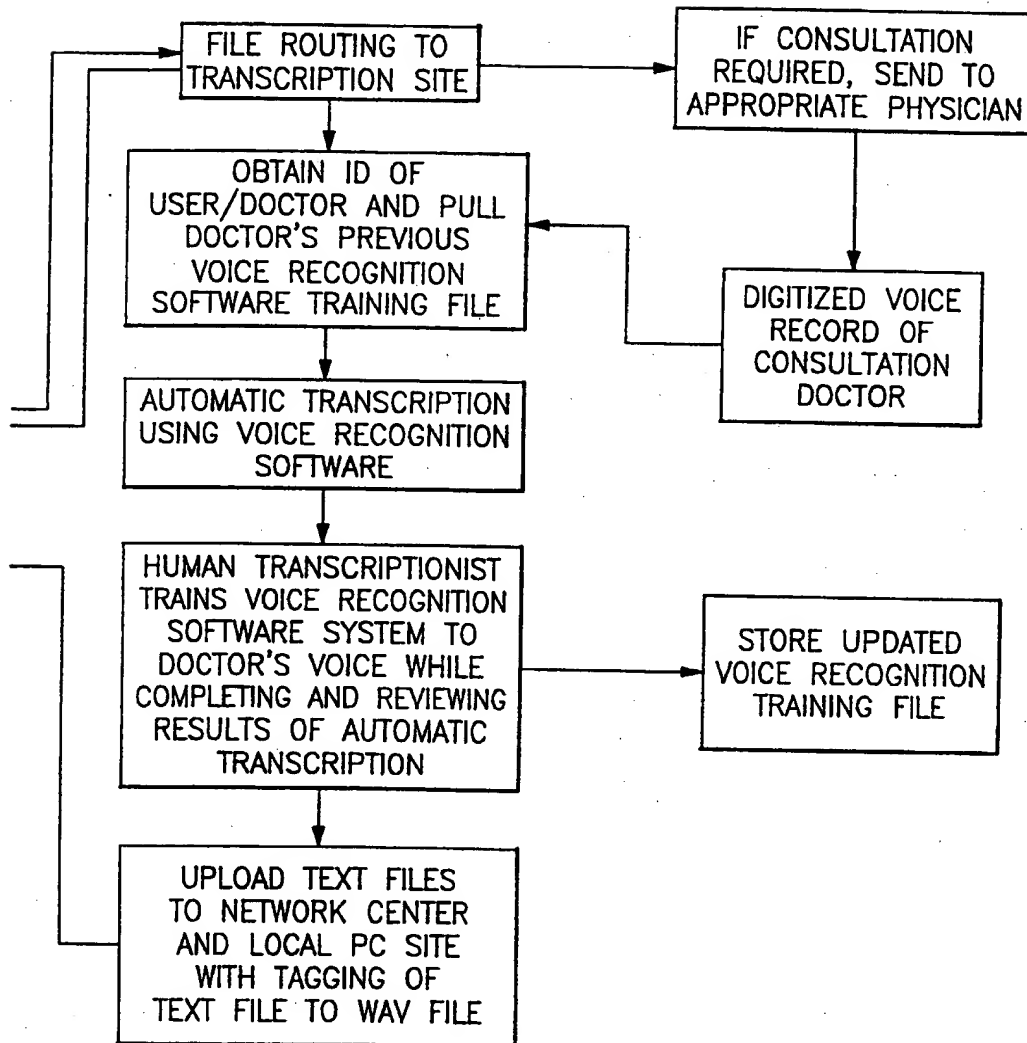 FILE ROUTING TO
TRANSCRIPTION SITE
IF CONSULTATION
REQUIRED, SEND TO
APPROPRIATE PHYSICIAN
OBTAIN ID OF
USER/DOCTOR AND PULL
DOCTOR'S PREVIOUS
VOICE RECOGNITION
SOFTWARE TRAINING FILE
DIGITIZED VOICE
RECORD OF
CONSULTATION
DOCTOR
AUTOMATIC TRANSCRIPTION
USING VOICE RECOGNITION
SOFTWARE
HUMAN TRANSCRIPTIONIST
TRAINS VOICE RECOGNITION
SOFTWARE SYSTEM TO
DOCTOR'S VOICE WHILE
COMPLETING AND REVIEWING
RESULTS OF AUTOMATIC
TRANSCRIPTION
STORE UPDATED
VOICE RECOGNITION
TRAINING FILE
UPLOAD TEXT FILES
TO NETWORK CENTER
AND LOCAL PC SITE
WITH TAGGING OF
TEXT FILE TO WAV FILE